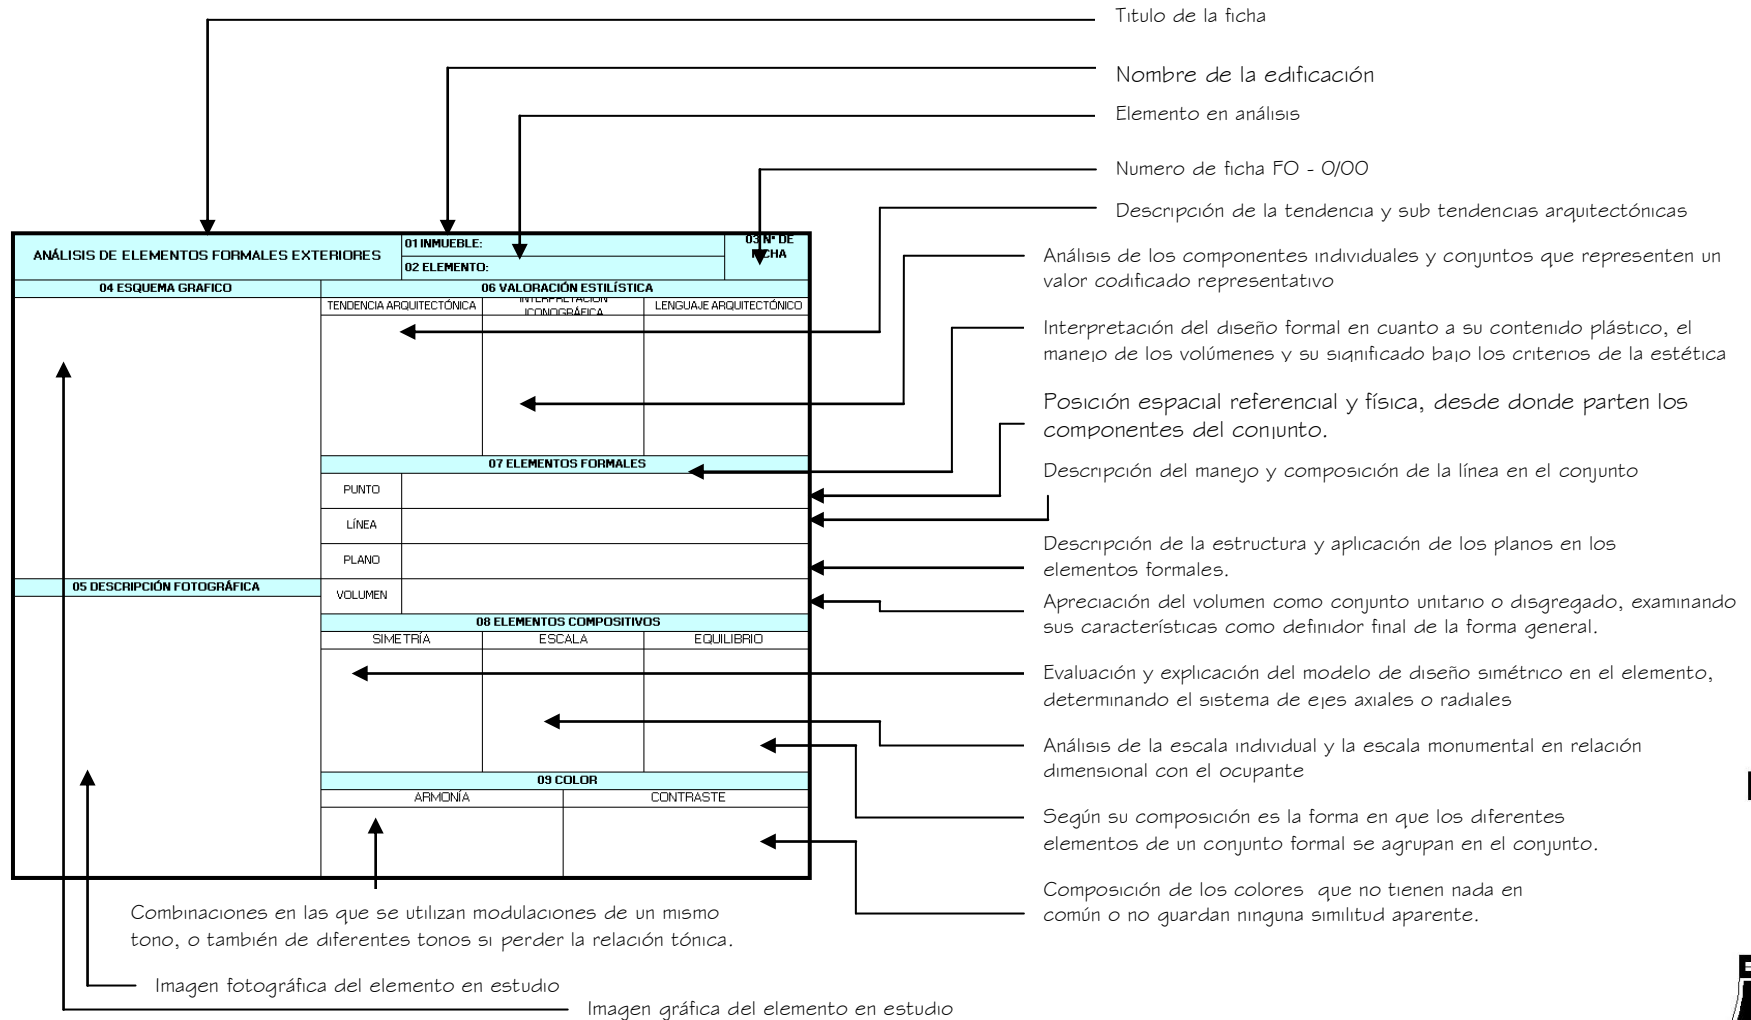 Titulo de la ficha
Nombre de la edificación
Elemento en análisis
Numero de ficha FO - 0/00
Descripción de la tendencia y sub tendencias arquitectónicas
Análisis de los componentes individuales y conjuntos que representen un
valor codificado representativo
Interpretación del diseño formal en cuanto a su contenido plástico, el
manejo de los volúmenes y su significado bajo los criterios de la estética
Posición espacial referencial y física, desde donde parten los
componentes del conjunto.
Descripción del manejo y composición de la línea en el conjunto
Descripción de la estructura y aplicación de los planos en los
elementos formales.
Apreciación del volumen como conjunto unitario o disgregado, examinando
sus características como definidor final de la forma general.
Evaluación y explicación del modelo de diseño simétrico en el elemento,
determinando el sistema de ejes axiales o radiales
Análisis de la escala individual y la escala monumental en relación
dimensional con el ocupante
Según su composición es la forma en que los diferentes
elementos de un conjunto formal se agrupan en el conjunto.
Composición de los colores que no tienen nada en
común o no guardan ninguna similitud aparente.
ANÁLISIS DE ELEMENTOS FORMALES EXTERIORES
01 INMUEBLE:
02 ELEMENTO:
03 Nº DE
FICHA
04 ESQUEMA GRAFICO
05 DESCRIPCIÓN FOTOGRÁFICA
06 VALORACIÓN ESTILÍSTICA
TENDENCIA ARQUITECTÓNICA
INTERPRETACIÓN
ICONOGRÁFICA
LENGUAJE ARQUITECTÓNICO
07 ELEMENTOS FORMALES
PUNTO
LÍNEA
PLANO
VOLUMEN
08 ELEMENTOS COMPOSITIVOS
SIMETRÍA
ESCALA
EQUILIBRIO
09 COLOR
ARMONÍA
CONTRASTE
Combinaciones en las que se utilizan modulaciones de un mismo
tono, o también de diferentes tonos si perder la relación tónica.
Imagen fotográfica del elemento en estudio
Imagen gráfica del elemento en estudio